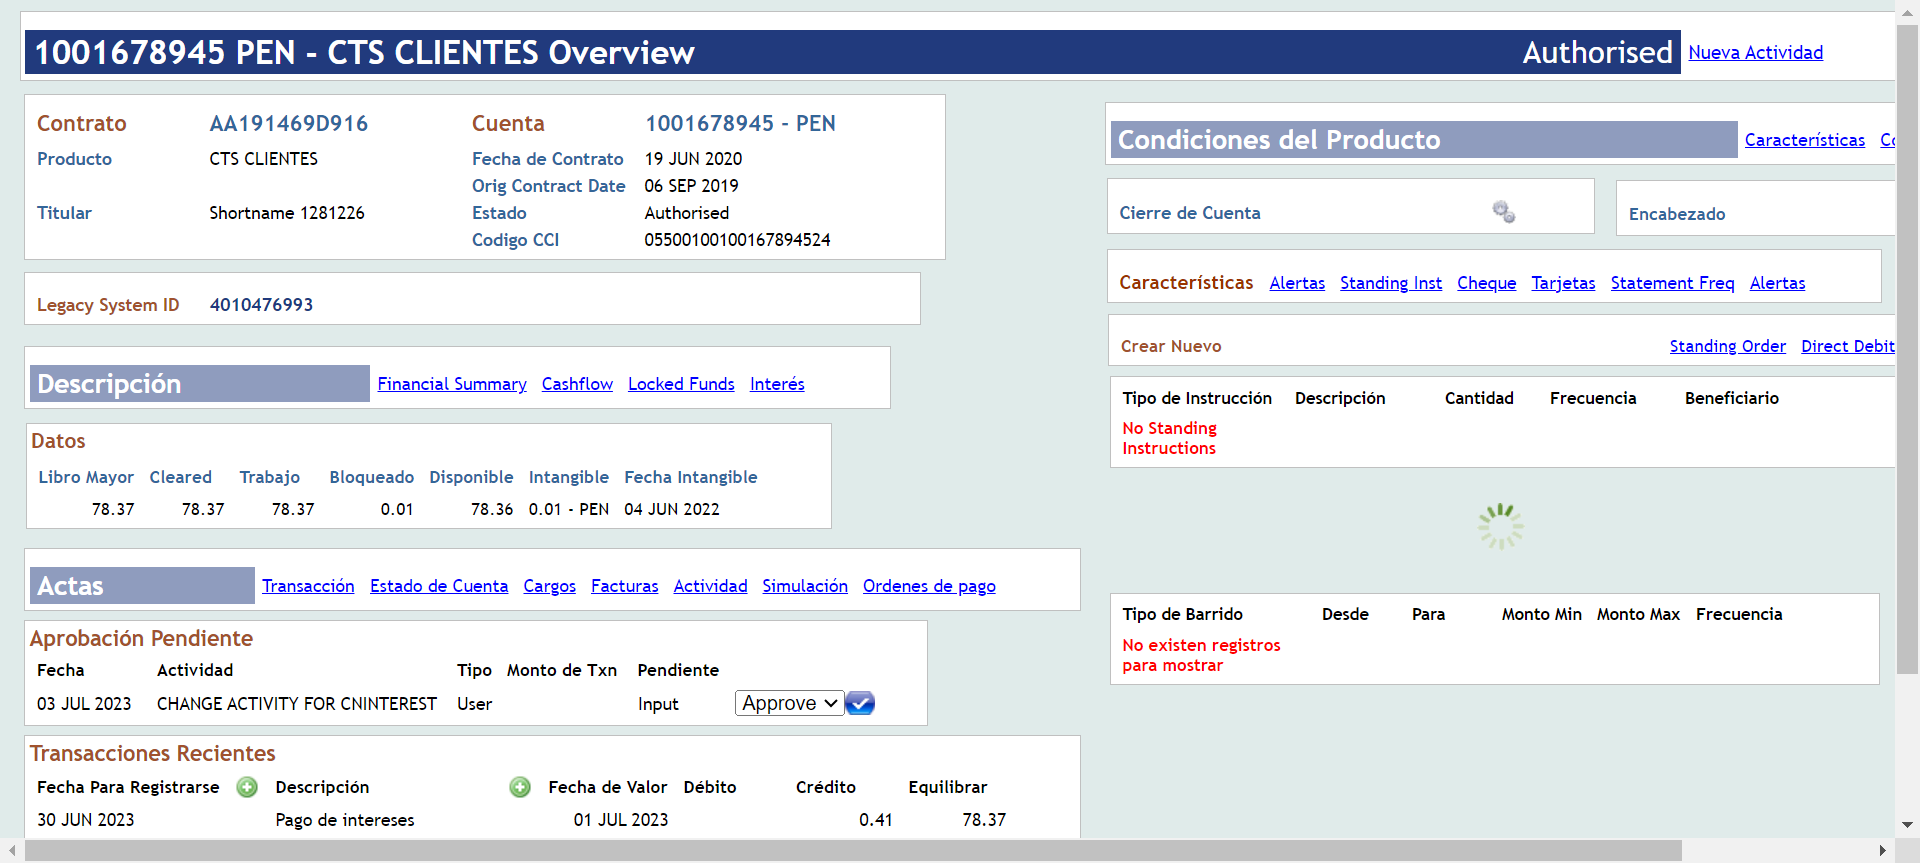 1001678945 PEN - CTS CLIENTES Overview Authorised Nueva Actividad
Contrato AA191469D916 Cuenta 1001678945 - PEN
Producto CTS CLIENTES Fecha de Contrato 19 JUN 2020
Orig Contract Date 06 SEP 2019
Titular Shortname 1281226 Estado Authorised
Codigo CCI 05500100100167894524
Legacy System ID 4010476993
Descripción Financial Summary Cashflow Locked Funds Interés
Datos
Libro Mayor Cleared Trabajo Bloqueado Disponible Intangible Fecha Intangible
78.37 78.37 78.37 0.01 78.36 0.01 - PEN 04 JUN 2022
Actas Transacción Estado de Cuenta Cargos Facturas Actividad Simulación Ordenes de pago
Aprobación Pendiente
Fecha Actividad Tipo Monto de Txn Pendiente
03 JUL 2023 CHANGE ACTIVITY FOR CNINTEREST User Input Approve
Transacciones Recientes
Fecha Para Registrarse Descripción Fecha de Valor Débito Crédito Equilibrar
30 JUN 2023 Pago de intereses 01 JUL 2023 0.41 78.37
Condiciones del Producto Características
Cierre de Cuenta Encabezado
Características Alertas Standing Inst Cheque Tarjetas Statement Freq Alertas
Crear Nuevo Standing Order Direct Debit
Tipo de Instrucción Descripción Cantidad Frecuencia Beneficiario
No Standing
Instructions
Tipo de Barrido Desde Para Monto Min Monto Max Frecuencia
No existen registros
para mostrar